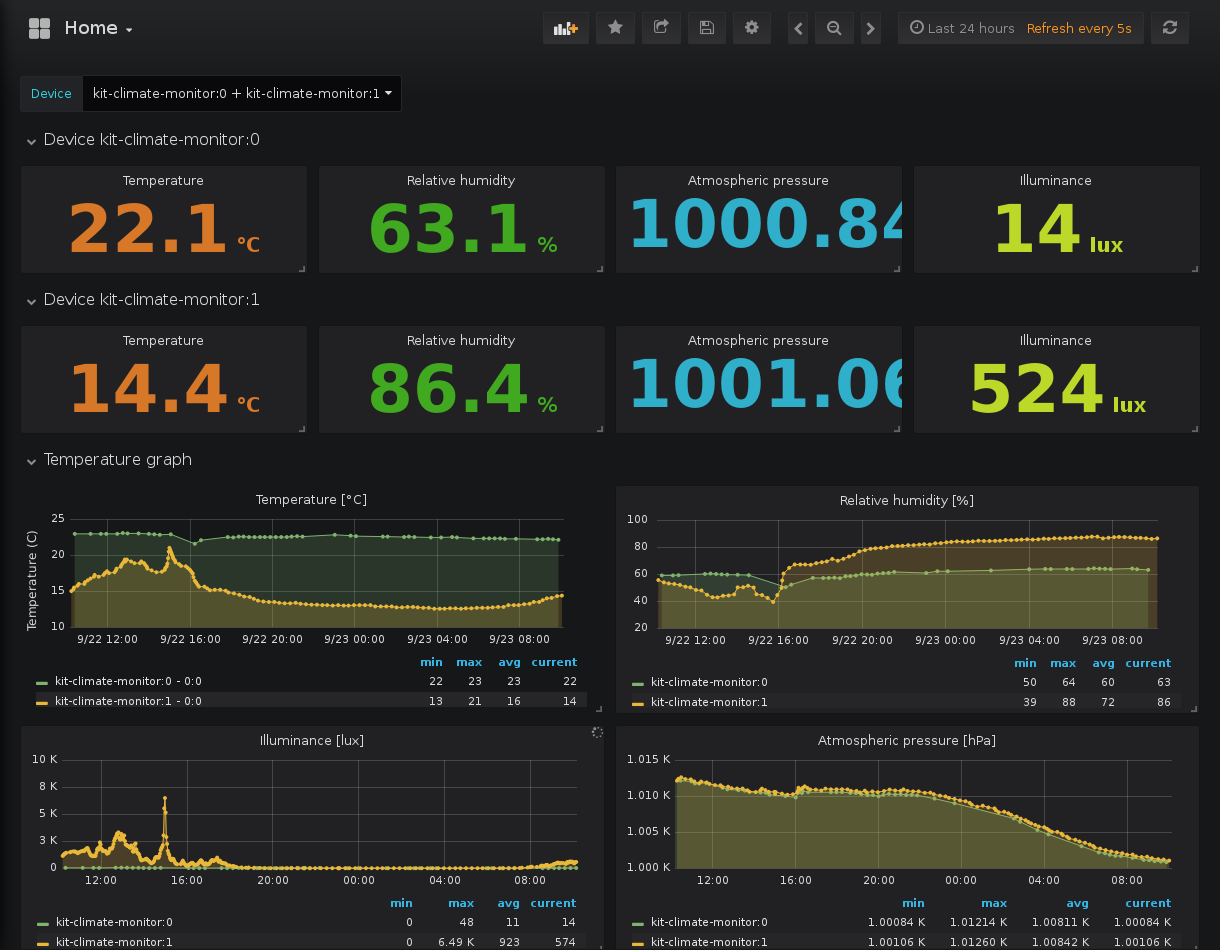 Home
Last 24 hours Refresh every 5s
Device kit-climate-monitor:0 + kit-climate-monitor:1
Device kit-climate-monitor:0
Temperature Relative humidity Atmospheric pressure Illuminance
22.1 °C 63.1 % 1000.84 14 lux
Device kit-climate-monitor:1
Temperature Relative humidity Atmospheric pressure Illuminance
14.4 °C 86.4 % 1001.06 524 lux
Temperature graph
Temperature [°C]
Temperature (C)
25
20
15
10
9/22 12:00 9/22 16:00 9/22 20:00 9/23 00:00 9/23 04:00 9/23 08:00
min max avg current
kit-climate-monitor:0 - 0:0 22 23 23 22
kit-climate-monitor:1 - 0:0 13 21 16 14
Relative humidity [%]
100
80
60
40
20
9/22 12:00 9/22 16:00 9/22 20:00 9/23 00:00 9/23 04:00 9/23 08:00
min max avg current
kit-climate-monitor:0 50 64 60 63
kit-climate-monitor:1 39 88 72 86
Illuminance [lux]
10 K
8 K
5 K
3 K
0
12:00 16:00 20:00 00:00 04:00 08:00
min max avg current
kit-climate-monitor:0 0 48 11 14
kit-climate-monitor:1 0 6.49 K 923 574
Atmospheric pressure [hPa]
1.015 K
1.010 K
1.005 K
1.000 K
12:00 16:00 20:00 00:00 04:00 08:00
min max avg current
kit-climate-monitor:0 1.00084 K 1.01214 K 1.00811 K 1.00084 K
kit-climate-monitor:1 1.00106 K 1.01260 K 1.00842 K 1.00106 K